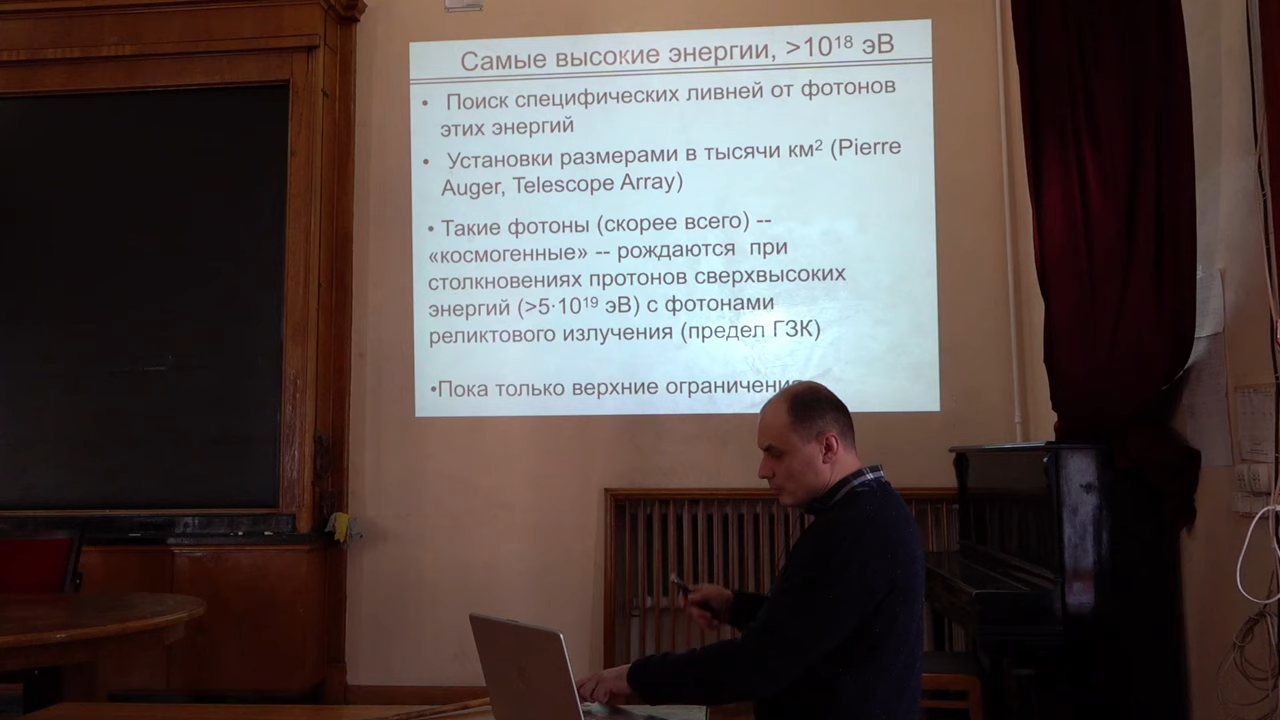 Самые высокие энергии, >10¹⁸ эВ
• Поиск специфических ливней от фотонов
этих энергий
• Установки размерами в тысячи км² (Pierre
Auger, Telescope Array)
• Такие фотоны (скорее всего) --
«космогенные» -- рождаются при
столкновениях протонов сверхвысоких
энергий (>5·10¹⁹ эВ) с фотонами
реликтового излучения (предел ГЗК)
•Пока только верхние ограничения